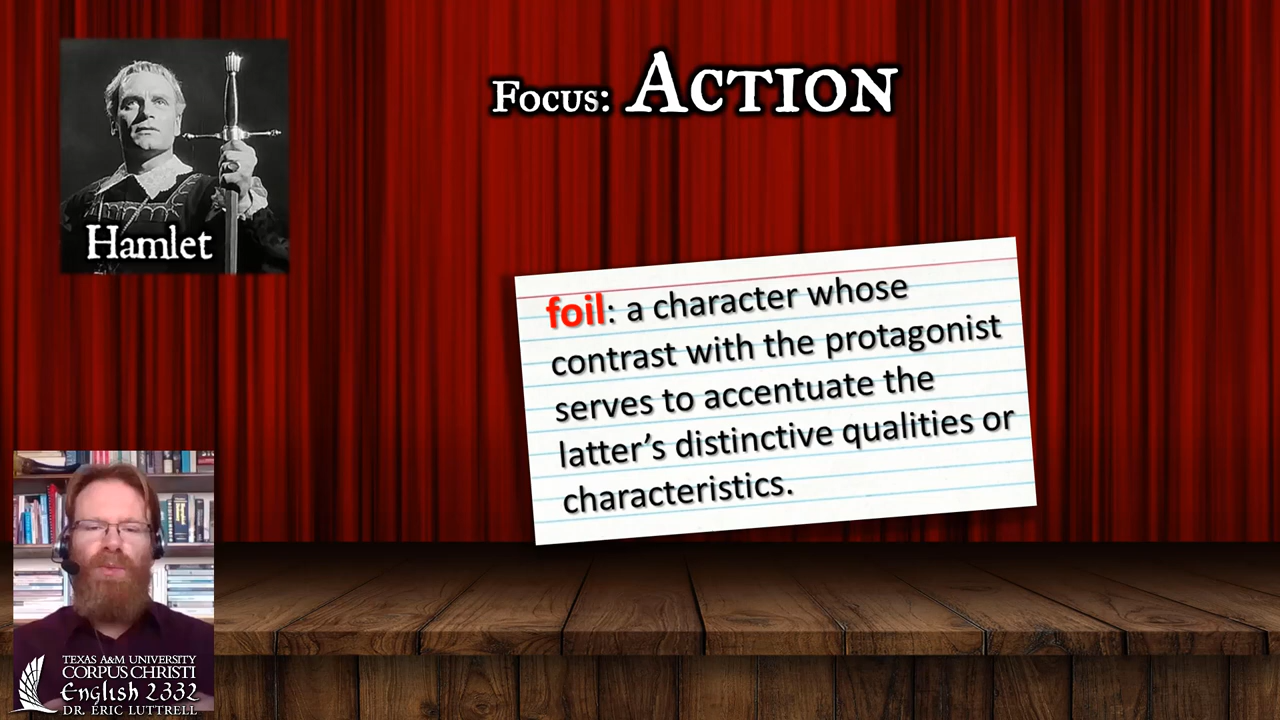 Focus: Action
Hamlet
foil: a character whose
contrast with the protagonist
serves to accentuate the
latter's distinctive qualities or
characteristics.
TEXAS A&M UNIVERSITY
CORPUS CHRISTI
English 2332
DR. ERIC LUTTRELL